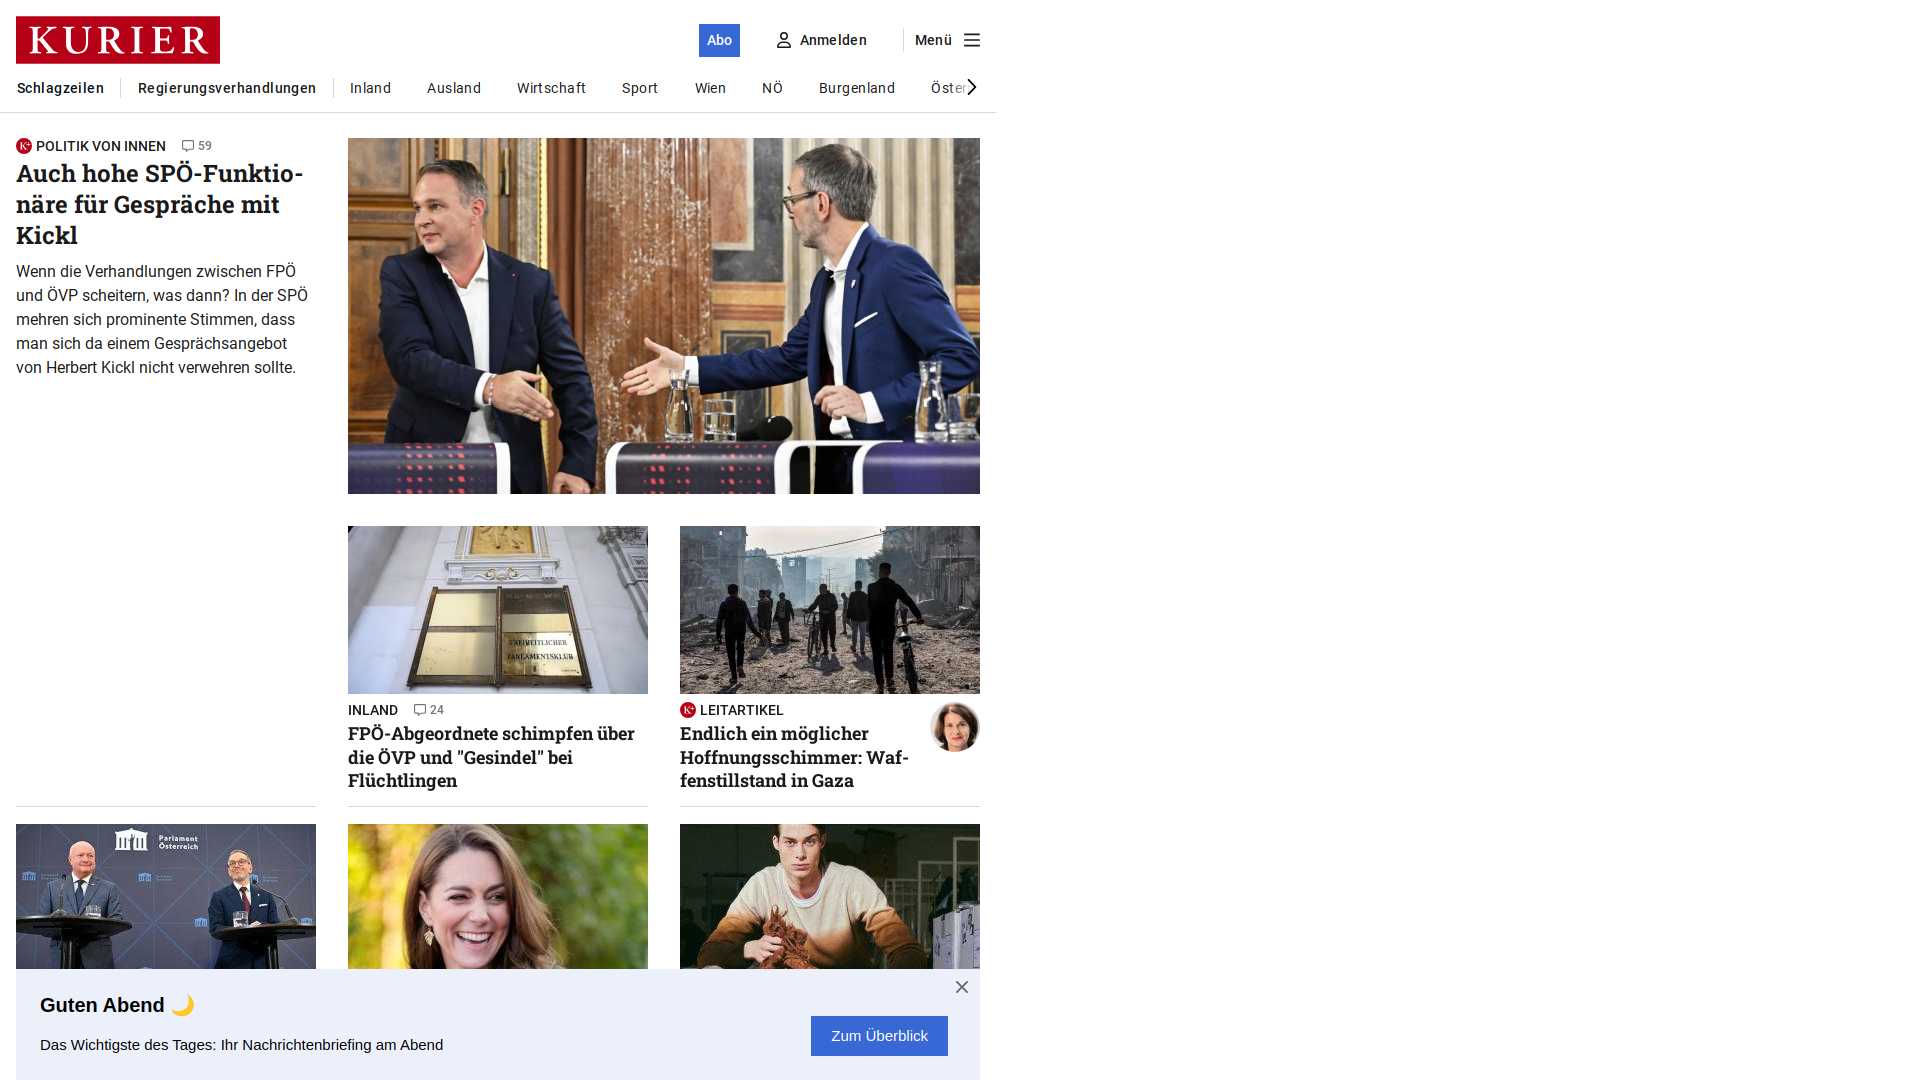 KURIER
Abo
Anmelden
Menü
Schlagzeilen
Regierungsverhandlungen
Inland
Ausland
Wirtschaft
Sport
Wien
NÖ
Burgenland
Öster
POLITIK VON INNEN
59
Auch hohe SPÖ-Funktio-
näre für Gespräche mit
Kickl
Wenn die Verhandlungen zwischen FPÖ
und ÖVP scheitern, was dann? In der SPÖ
mehren sich prominente Stimmen, dass
man sich da einem Gesprächsangebot
von Herbert Kickl nicht verwehren sollte.
FREIHEITLICHER
PARLAMENTSKLUB
INLAND
24
FPÖ-Abgeordnete schimpfen über
die ÖVP und "Gesindel" bei
Flüchtlingen
LEITARTIKEL
Endlich ein möglicher
Hoffnungsschimmer: Waf-
fenstillstand in Gaza
Parlament
Österreich
Guten Abend 🌙
Das Wichtigste des Tages: Ihr Nachrichtenbriefing am Abend
Zum Überblick